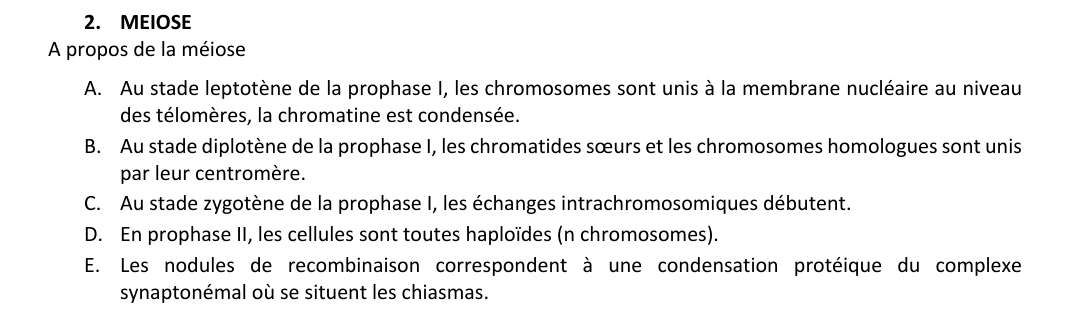 2. MEIOSE
A propos de la méiose
A. Au stade leptotène de la prophase I, les chromosomes sont unis à la membrane nucléaire au niveau
des télomères, la chromatine est condensée.
B. Au stade diplotène de la prophase I, les chromatides sœurs et les chromosomes homologues sont unis
par leur centromère.
C. Au stade zygotène de la prophase I, les échanges intrachromosomiques débutent.
D. En prophase II, les cellules sont toutes haploïdes (n chromosomes).
E. Les nodules de recombinaison correspondent à une condensation protéique du complexe
synaptonémal où se situent les chiasmas.